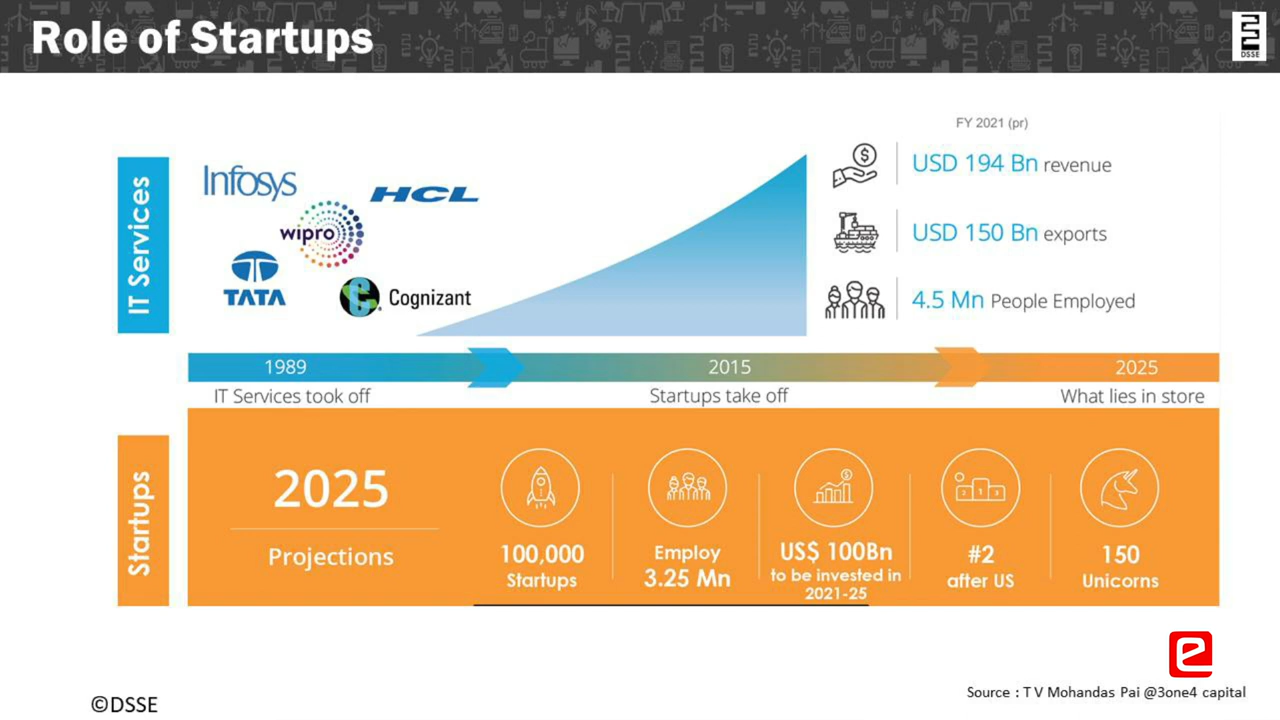 Role of Startups
DSSE
FY 2021 (pr)
IT Services
Infosys
HCL
wipro
TATA
Cognizant
USD 194 Bn revenue
USD 150 Bn exports
4.5 Mn People Employed
1989
2015
2025
IT Services took off
Startups take off
What lies in store
Startups
2025
Projections
2 1 3
100,000
Startups
Employ
3.25 Mn
US$ 100Bn
to be invested in
2021-25
#2
after US
150
Unicorns
e
Source : T V Mohandas Pai @3one4 capital
©DSSE